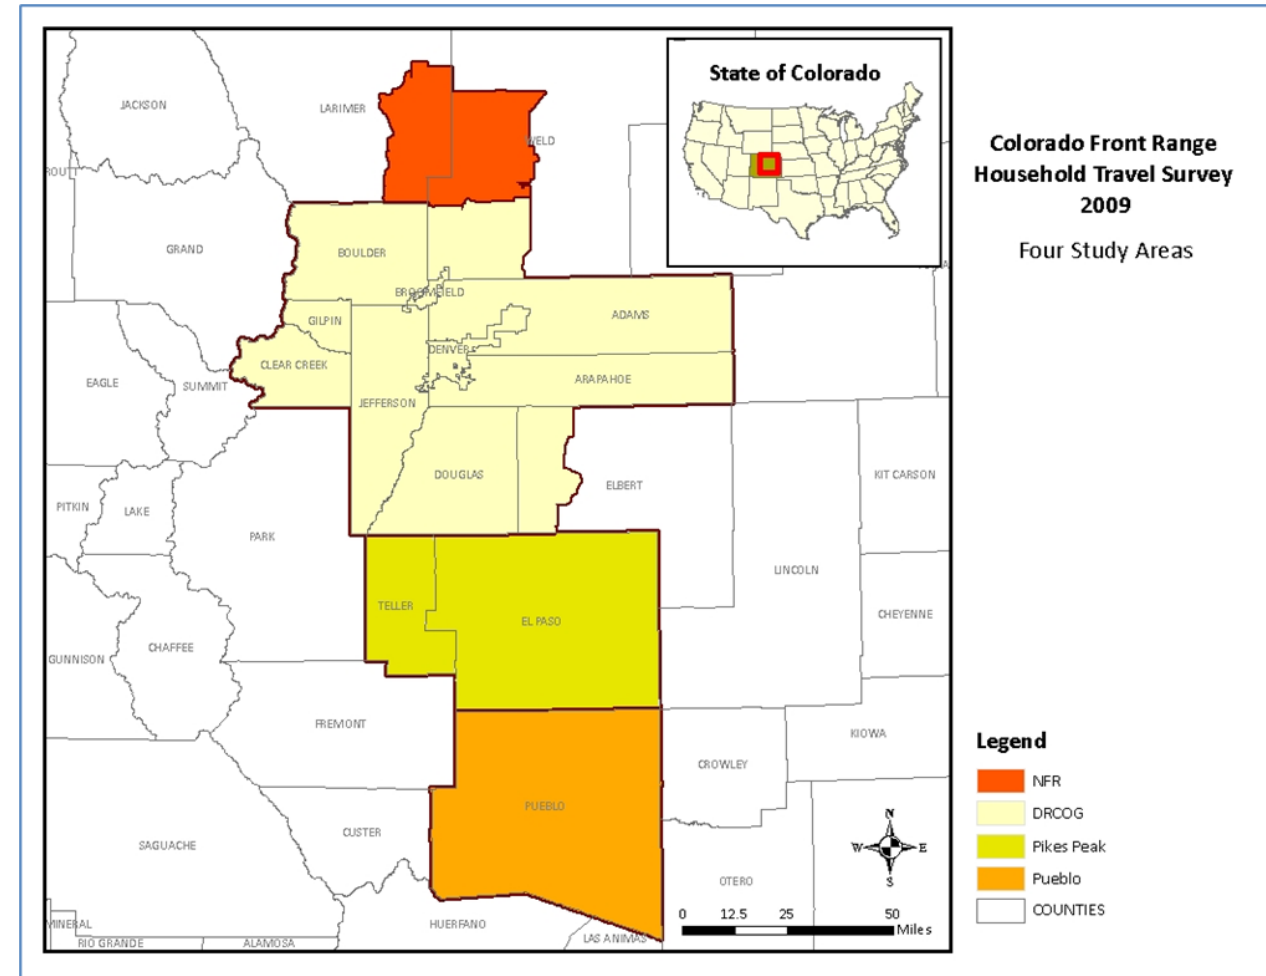 State of Colorado
Colorado Front Range
Household Travel Survey
2009
Four Study Areas
JACKSON
LARIMER
WELD
ROUTT
GRAND
BOULDER
BROOMFIELD
GILPIN
ADAMS
DENVER
CLEAR CREEK
ARAPAHOE
EAGLE
SUMMIT
JEFFERSON
DOUGLAS
ELBERT
KIT CARSON
PITKIN
LAKE
PARK
LINCOLN
TELLER
EL PASO
CHEYENNE
GUNNISON
CHAFFEE
FREMONT
KIOWA
CROWLEY
PUEBLO
CUSTER
SAGUACHE
OTERO
MINERAL
HUERFANO
RIO GRANDE
ALAMOSA
LAS ANIMAS
N
W E
S
0 12.5 25 50
Miles
Legend
NFR
DRCOG
Pikes Peak
Pueblo
COUNTIES